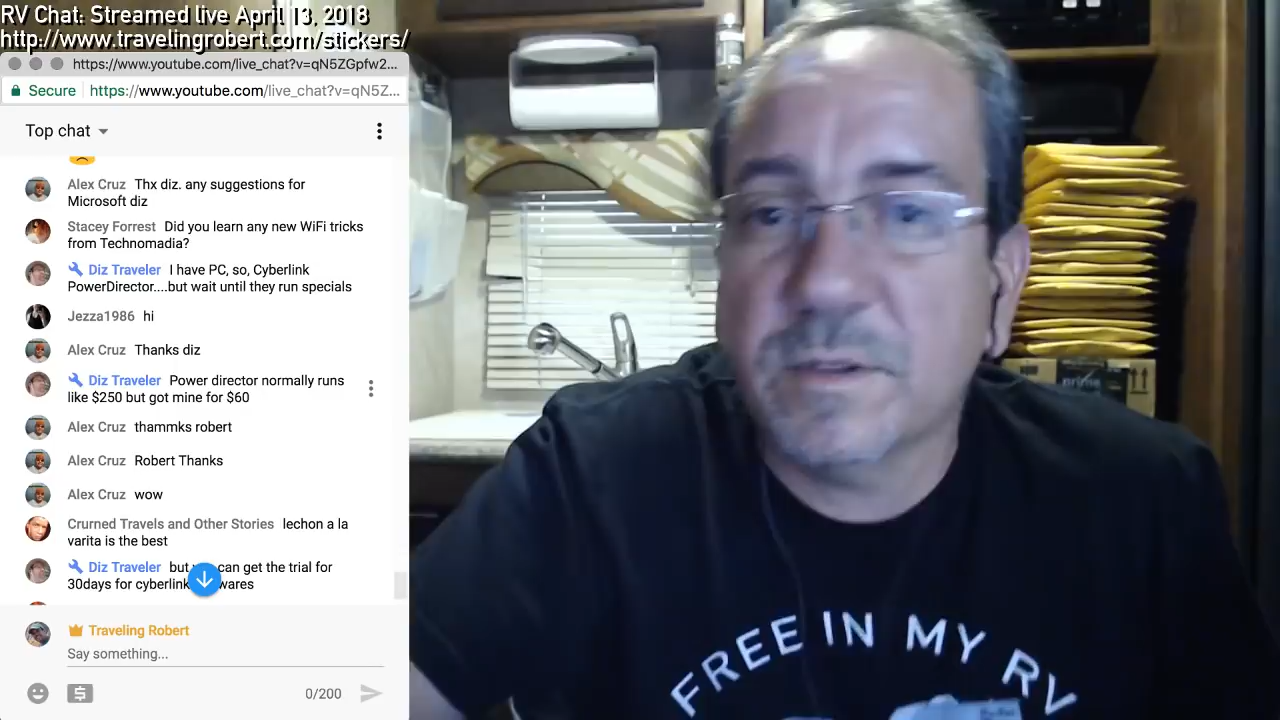 RV Chat: Streamed live April 13, 2018
http://www.travelingrobert.com/stickers/
https://www.youtube.com/live_chat?v=qN5ZGpfw2...
Secure https://www.youtube.com/live_chat?v=qN5Z...
Top chat
Alex Cruz Thx diz. any suggestions for
Microsoft diz
Stacey Forrest Did you learn any new WiFi tricks
from Technomadia?
Diz Traveler I have PC, so, Cyberlink
PowerDirector....but wait until they run specials
Jezza1986 hi
Alex Cruz Thanks diz
Diz Traveler Power director normally runs
like $250 but got mine for $60
Alex Cruz thammks robert
Alex Cruz Robert Thanks
Alex Cruz wow
Crurned Travels and Other Stories lechon a la
varita is the best
Diz Traveler but can get the trial for
30days for cyberlink wares
Traveling Robert
Say something...
0/200
prime
FREE IN MY RV